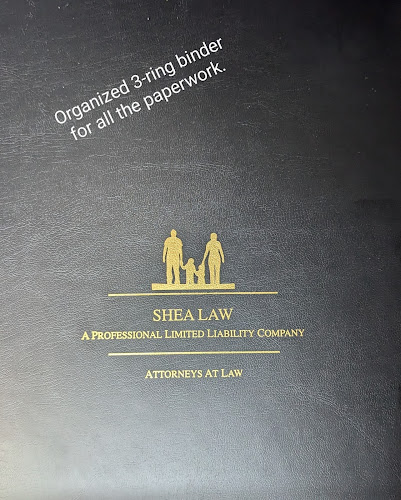 Organized 3-ring binder
for all the paperwork.
SHEA LAW
A PROFESSIONAL LIMITED LIABILITY COMPANY
ATTORNEYS AT LAW